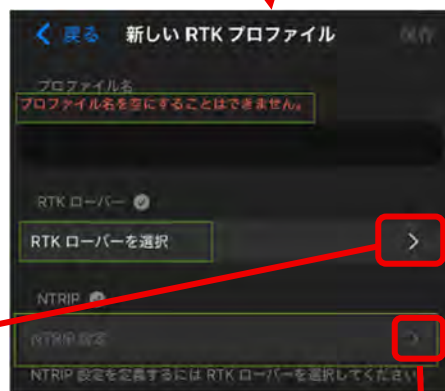 戻る 新しい RTK プロファイル 保存
プロファイル名
プロファイル名を空にすることはできません。
RTK ローバー
RTK ローバーを選択
NTRIP
NTRIP 設定
NTRIP 設定を定義するには RTK ローバーを選択してください